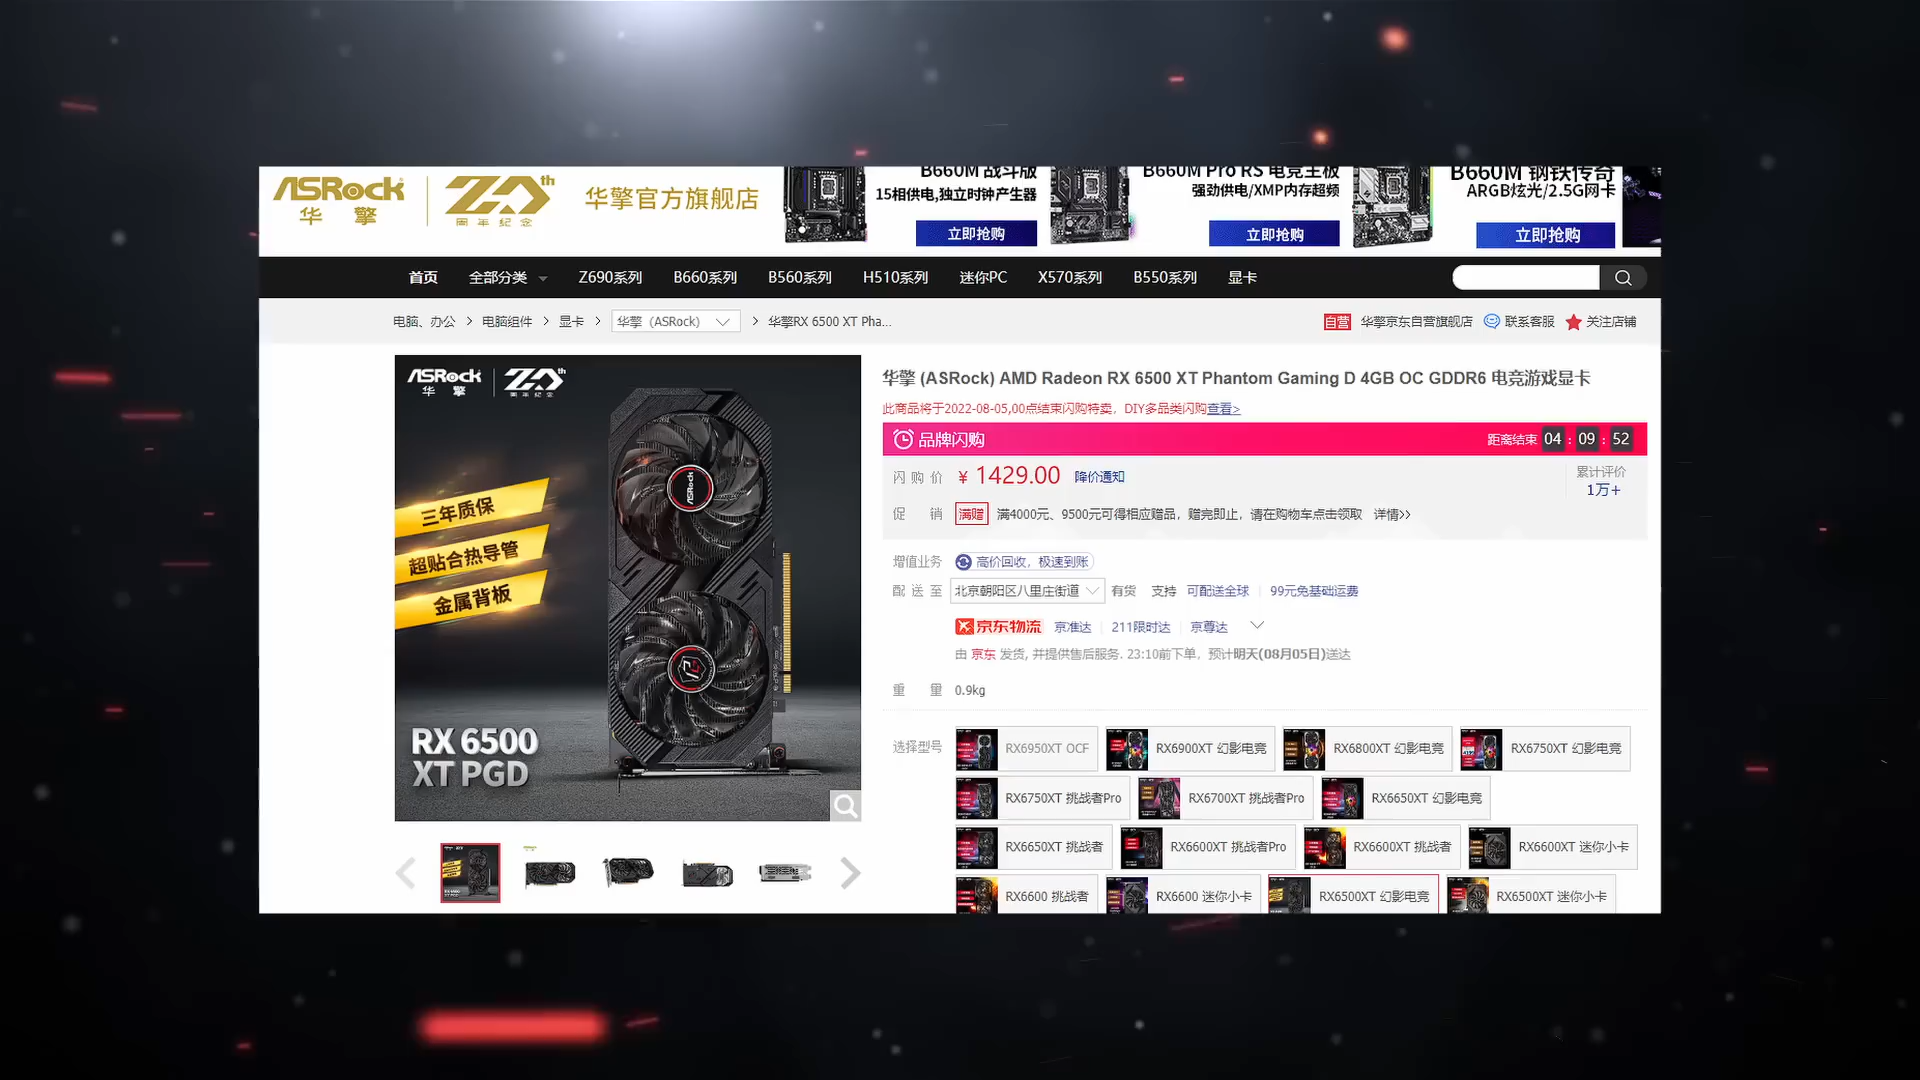 ASRock
华擎
20th
周年纪念
华擎官方旗舰店
B660M 战斗版
15相供电,独立时钟产生器
立即抢购
B660M Pro RS 电竞主板
强劲供电/XMP内存超频
立即抢购
B660M 钢铁传奇
ARGB炫光/2.5G网卡
立即抢购
首页 全部分类 Z690系列 B660系列 B560系列 H510系列 迷你PC X570系列 B550系列 显卡
电脑、办公 > 电脑组件 > 显卡 > 华擎（ASRock） > 华擎RX 6500 XT Pha...
自营 华擎京东自营旗舰店 联系客服 关注店铺
ASRock
华擎
20th
周年纪念
三年质保
超贴合热导管
金属背板
ASRock
RX 6500
XT PGD
华擎 (ASRock) AMD Radeon RX 6500 XT Phantom Gaming D 4GB OC GDDR6 电竞游戏显卡
此商品将于2022-08-05,00点结束闪购特卖，DIY多品类闪购查看>
品牌闪购
距离结束 04 : 09 : 52
闪购价 ¥ 1429.00 降价通知
累计评价
1万+
促销 满赠 满4000元、9500元可得相应赠品，赠完即止，请在购物车点击领取 详情>>
增值业务 高价回收，极速到账
配送至 北京朝阳区八里庄街道 有货 支持 可配送全球 | 99元免基础运费
京东物流 京准达 | 211限时达 | 京尊达
由 京东 发货, 并提供售后服务. 23:10前下单，预计明天(08月05日)送达
重量 0.9kg
选择型号 RX6950XT OCF RX6900XT 幻影电竞 RX6800XT 幻影电竞 RX6750XT 幻影电竞
RX6750XT 挑战者Pro RX6700XT 挑战者Pro RX6650XT 幻影电竞
RX6650XT 挑战者 RX6600XT 挑战者Pro RX6600XT 挑战者 RX6600XT 迷你小卡
RX6600 挑战者 RX6600 迷你小卡 RX6500XT 幻影电竞 RX6500XT 迷你小卡